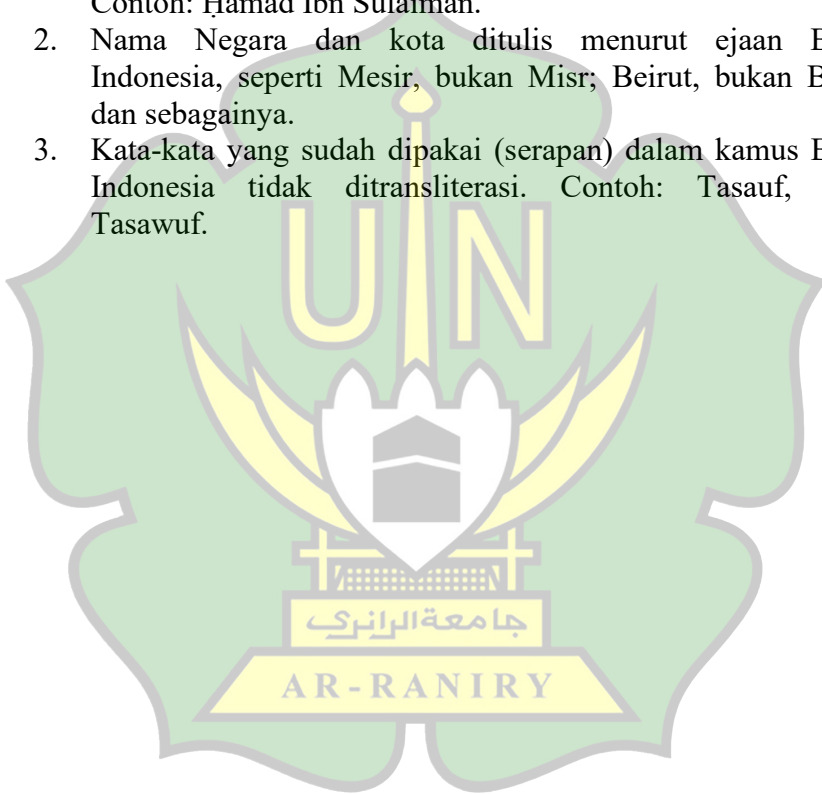 Contoh: Ḥamad Ibn Sulaiman.
2. Nama Negara dan kota ditulis menurut ejaan
Indonesia, seperti Mesir, bukan Misr; Beirut, bukan
dan sebagainya.
3. Kata-kata yang sudah dipakai (serapan) dalam kamus
Indonesia tidak ditransliterasi. Contoh: Tasauf,
Tasawuf.
UIN
جامعة الرانري
AR-RANIRY